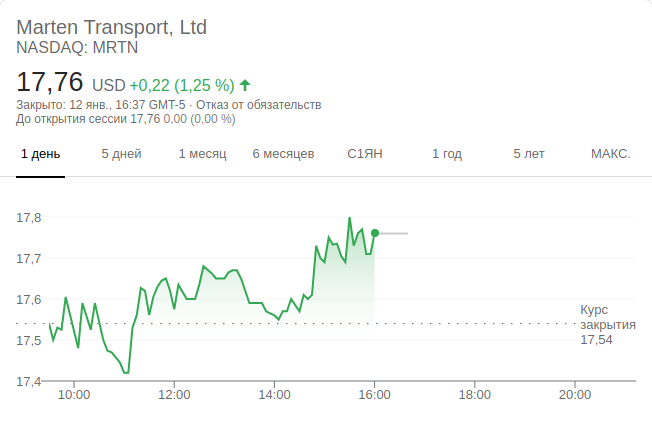 Marten Transport, Ltd
NASDAQ: MRTN
17,76 USD +0,22 (1,25 %)
Закрыто: 12 янв., 16:37 GMT-5 · Отказ от обязательств
До открытия сессии 17,76 0,00 (0,00 %)
1 день 5 дней 1 месяц 6 месяцев С1ЯН 1 год 5 лет МАКС.
17,8
17,7
17,6
Курс
закрытия
17,54
17,5
17,4
10:00 12:00 14:00 16:00 18:00 20:00